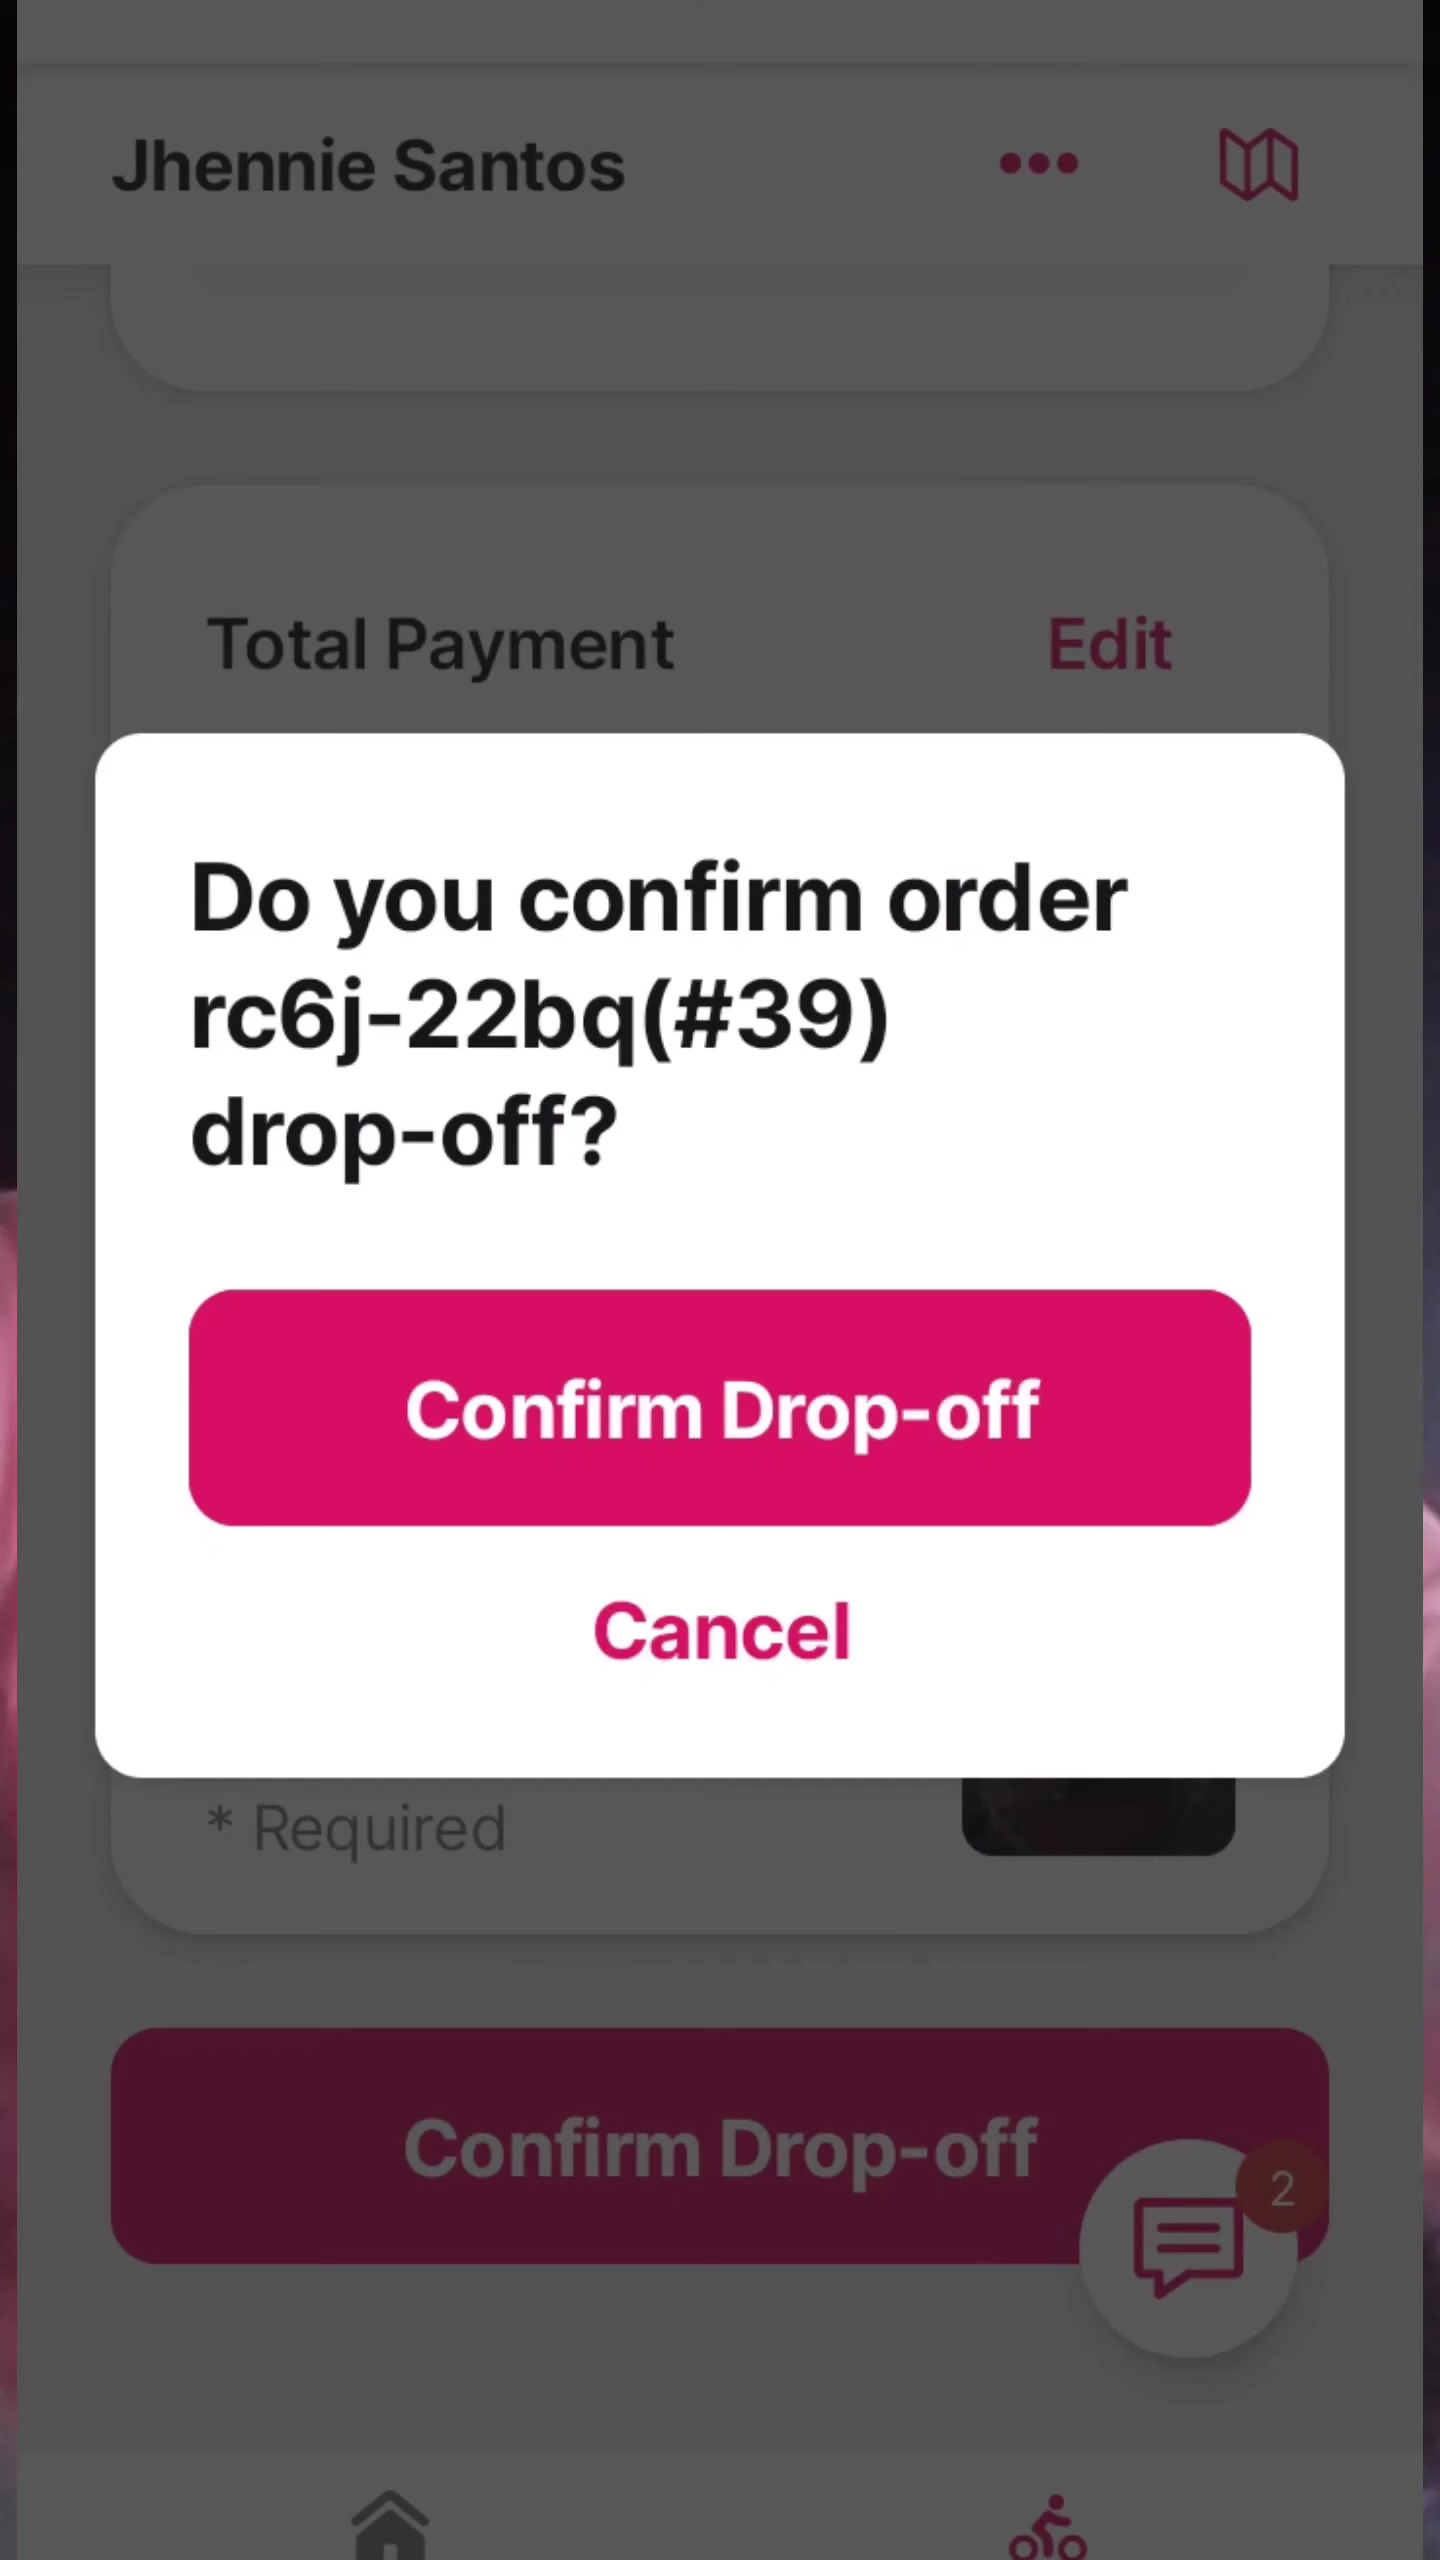 Jhennie Santos
Total Payment Edit
Do you confirm order
rc6j-22bq(#39)
drop-off?
Confirm Drop-off
Cancel
* Required
Confirm Drop-off
2